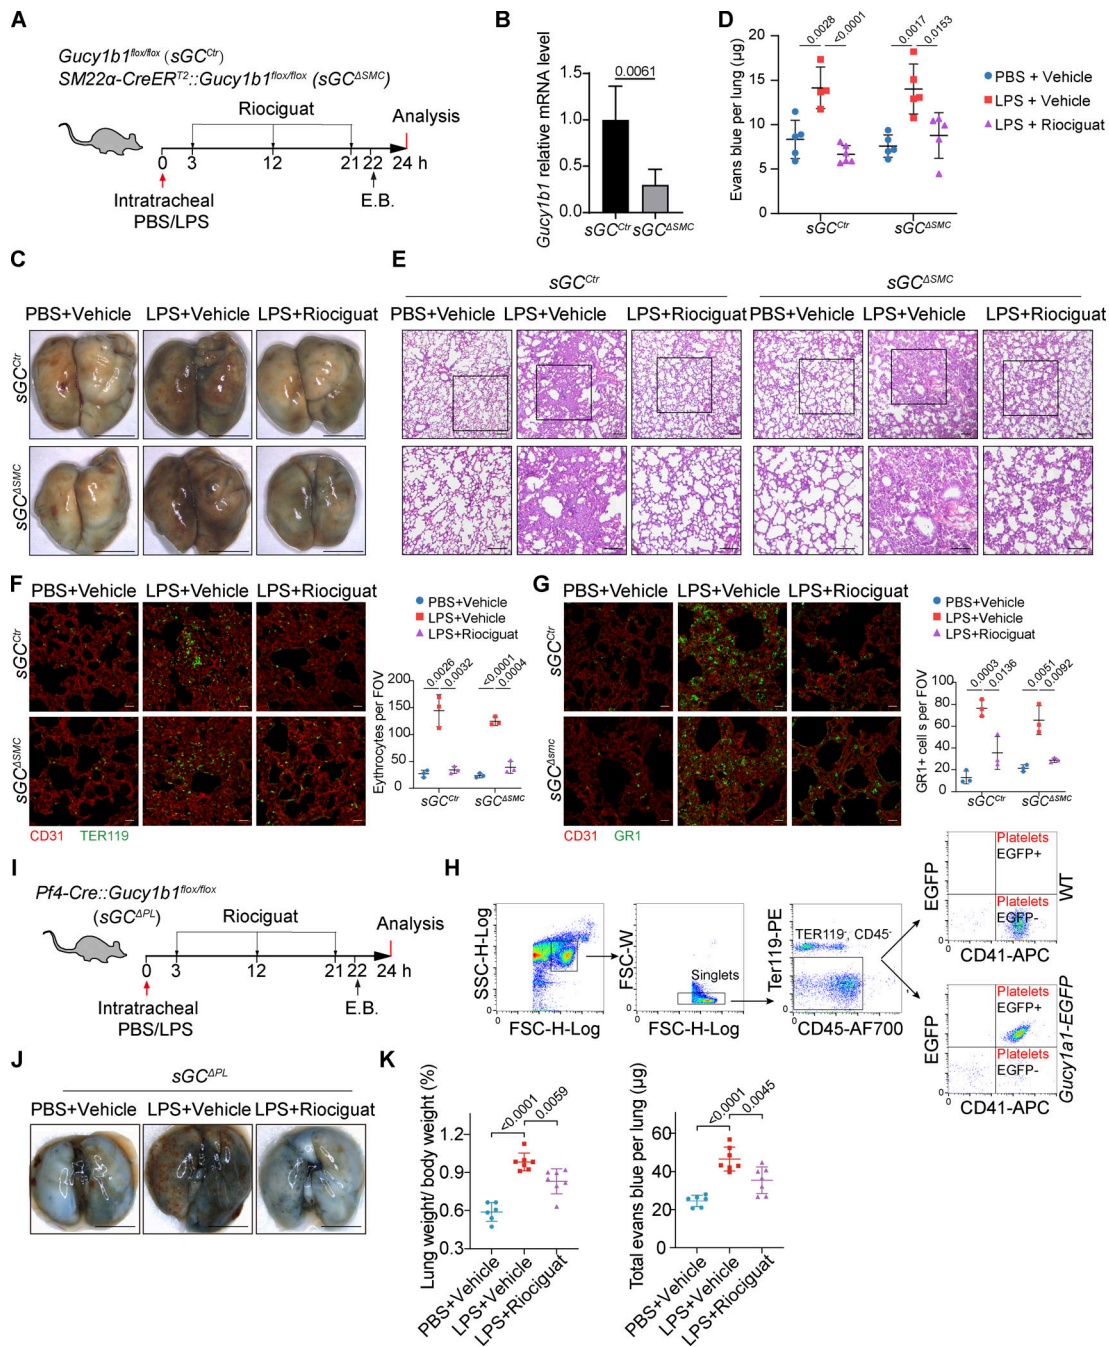 A
Gucy1b1flox/flox (sGCCtr)
SM22α-CreERT2::Gucy1b1flox/flox (sGCΔSMC)
Riociguat
Analysis
0 3 12 21 22 24 h
Intratracheal
PBS/LPS
E.B.
B
Gucy1b1 relative mRNA level
0.0061
1.5
1.0
0.5
0.0
sGCCtr sGCΔSMC
D
Evans blue per lung (µg)
0.0028 <0.0001 0.0017 0.0153
20
15
10
5
0
sGCCtr sGCΔSMC
PBS + Vehicle
LPS + Vehicle
LPS + Riociguat
C
PBS+Vehicle LPS+Vehicle LPS+Riociguat
sGCCtr
sGCΔSMC
E
sGCCtr sGCΔSMC
PBS+Vehicle LPS+Vehicle LPS+Riociguat PBS+Vehicle LPS+Vehicle LPS+Riociguat
F
PBS+Vehicle LPS+Vehicle LPS+Riociguat
sGCCtr
sGCΔSMC
CD31 TER119
PBS+Vehicle
LPS+Vehicle
LPS+Riociguat
Eythrocytes per FOV
0.0026 0.0032 <0.0001 0.0004
200
150
100
50
0
sGCCtr sGCΔSMC
G
PBS+Vehicle LPS+Vehicle LPS+Riociguat
sGCCtr
sGCΔsmc
CD31 GR1
PBS+Vehicle
LPS+Vehicle
LPS+Riociguat
GR1+ cell s per FOV
0.0003 0.0136 0.0051 0.0092
100
80
60
40
20
0
sGCCtr sGCΔSMC
I
Pf4-Cre::Gucy1b1flox/flox
(sGCΔPL)
Riociguat
Analysis
0 3 12 21 22 24 h
Intratracheal
PBS/LPS
E.B.
H
SSC-H-Log
FSC-H-Log
FSC-W
Singlets
FSC-H-Log
Ter119-PE
TER119-, CD45-
CD45-AF700
EGFP
Platelets
EGFP+
Platelets
EGFP-
CD41-APC
WT
EGFP
Platelets
EGFP+
Platelets
EGFP-
CD41-APC
Gucy1a1-EGFP
J
sGCΔPL
PBS+Vehicle LPS+Vehicle LPS+Riociguat
K
Lung weight/ body weight (%)
<0.0001 0.0059
1.2
0.9
0.6
0.3
PBS+Vehicle
LPS+Vehicle
LPS+Riociguat
Total evans blue per lung (µg)
<0.0001 0.0045
60
40
20
0
PBS+Vehicle
LPS+Vehicle
LPS+Riociguat